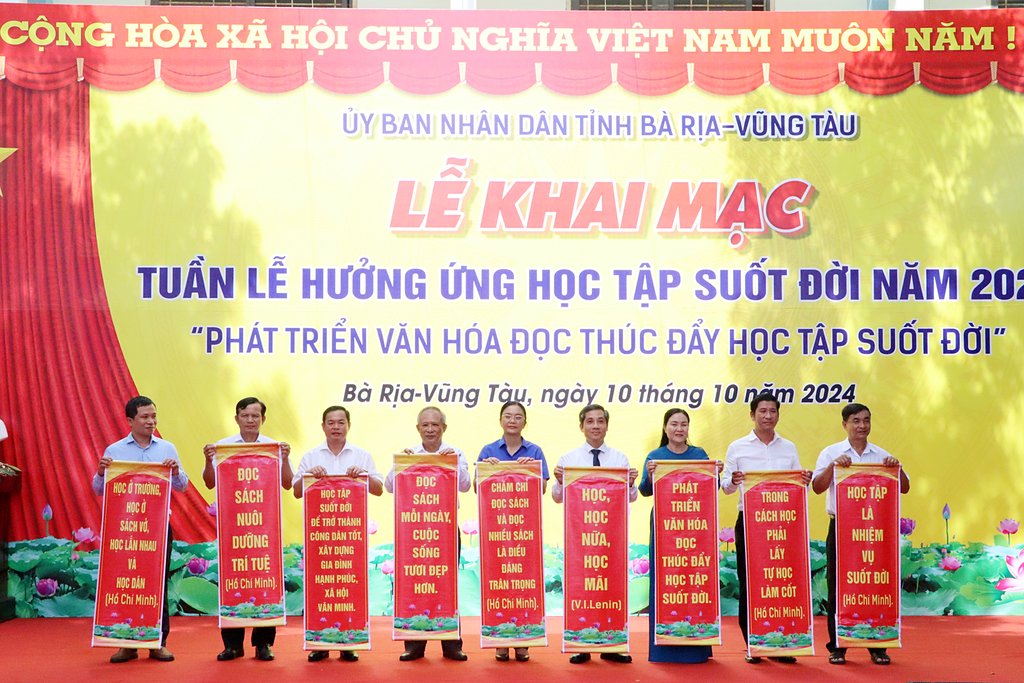 CỘNG HÒA XÃ HỘI CHỦ NGHĨA VIỆT NAM MUÔN NĂM !
ỦY BAN NHÂN DÂN TỈNH BÀ RỊA-VŨNG TÀU
LỄ KHAI MẠC
TUẦN LỄ HƯỞNG ỨNG HỌC TẬP SUỐT ĐỜI NĂM 202
"PHÁT TRIỂN VĂN HÓA ĐỌC THÚC ĐẨY HỌC TẬP SUỐT ĐỜI"
Bà Rịa-Vũng Tàu, ngày 10 tháng 10 năm 2024
HỌC Ở TRƯỜNG,
HỌC Ở
SÁCH VỞ,
HỌC LẪN NHAU
VÀ
HỌC DÂN
(Hồ Chí Minh).
ĐỌC
SÁCH
NUÔI
DƯỠNG
TRÍ TUỆ
(Hồ Chí Minh).
HỌC TẬP
SUỐT ĐỜI
ĐỂ TRỞ THÀNH
CÔNG DÂN TỐT,
XÂY DỰNG
GIA ĐÌNH
HẠNH PHÚC,
XÃ HỘI
VĂN MINH.
ĐỌC
SÁCH
MỖI NGÀY,
CUỘC
SỐNG
TƯƠI ĐẸP
HƠN.
CHĂM CHỈ
ĐỌC SÁCH
VÀ ĐỌC
NHIỀU SÁCH
LÀ ĐIỀU
ĐÁNG
TRÂN TRỌNG
(Hồ Chí Minh).
HỌC,
HỌC
NỮA,
HỌC
MÃI
(V.I.Lenin)
PHÁT
TRIỂN
VĂN HÓA
ĐỌC
THÚC ĐẨY
HỌC TẬP
SUỐT ĐỜI.
TRONG
CÁCH HỌC
PHẢI
LẤY
TỰ HỌC
LÀM CỐT
(Hồ Chí Minh).
HỌC TẬP
LÀ
NHIỆM
VỤ
SUỐT ĐỜI
(Hồ Chí Minh).